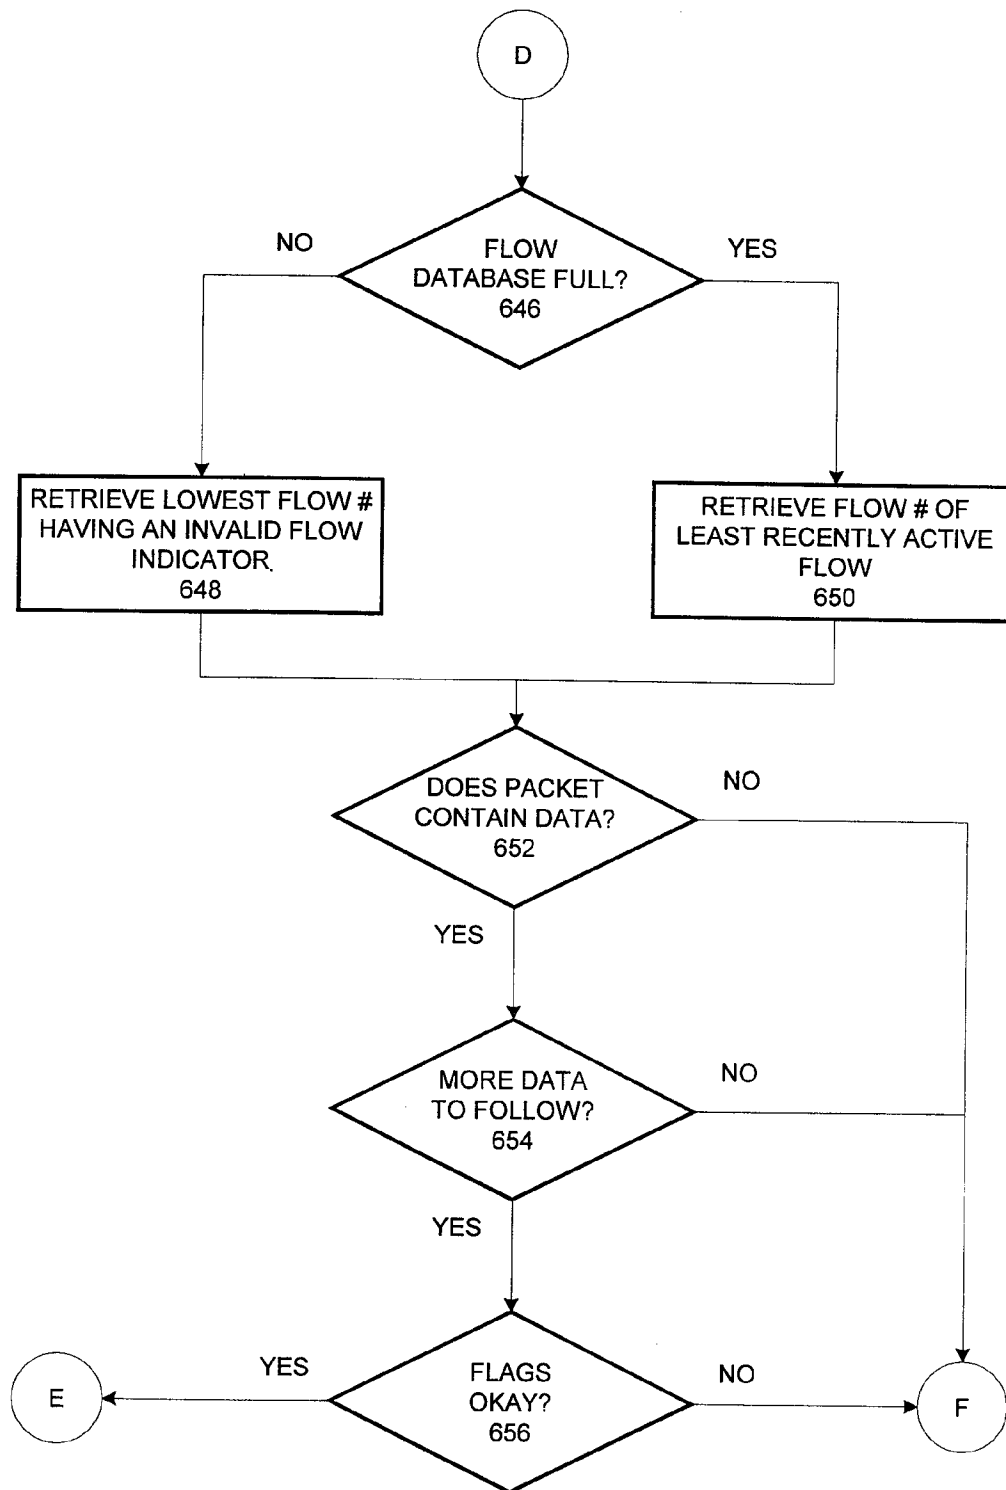 D
NO
YES
FLOW
DATABASE FULL?
646
RETRIEVE LOWEST FLOW #
HAVING AN INVALID FLOW
INDICATOR.
648
RETRIEVE FLOW # OF
LEAST RECENTLY ACTIVE
FLOW
650
DOES PACKET
CONTAIN DATA?
652
NO
YES
MORE DATA
TO FOLLOW?
654
NO
YES
FLAGS
OKAY?
656
YES
NO
E
F